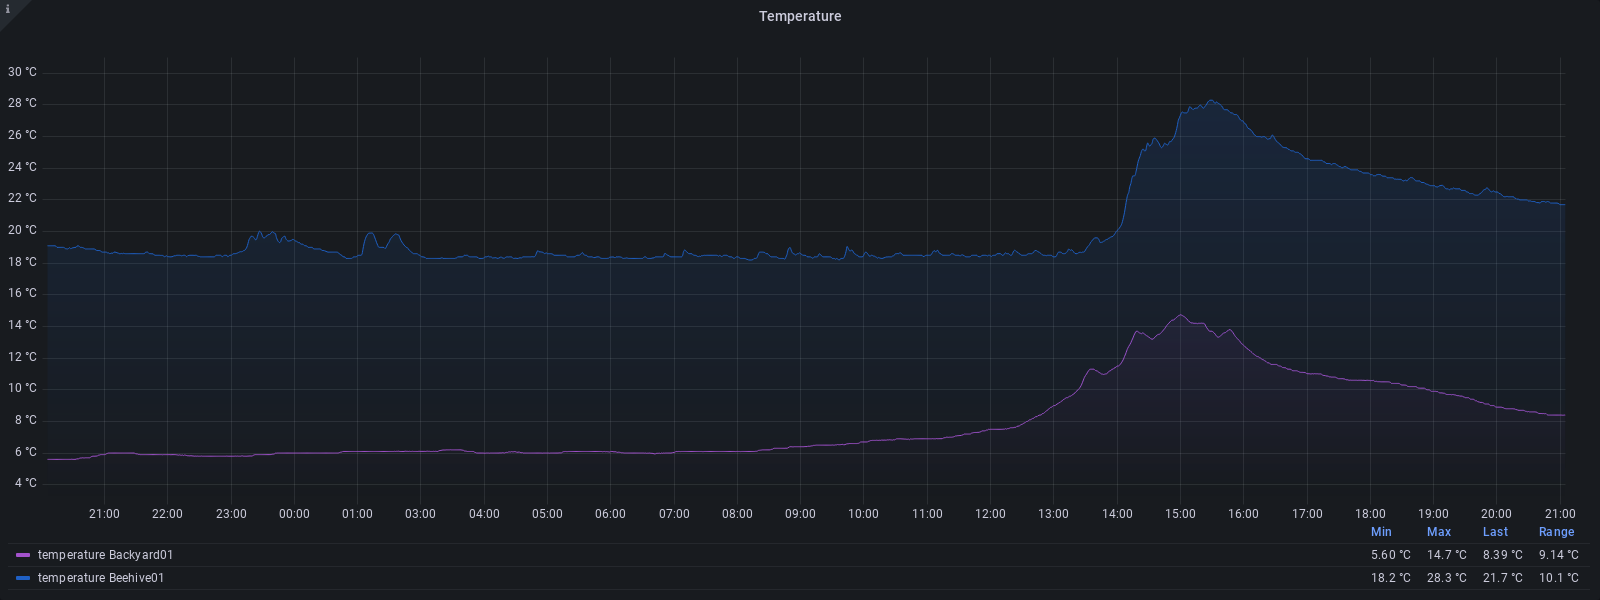 i
Temperature
30 °C
28 °C
26 °C
24 °C
22 °C
20 °C
18 °C
16 °C
14 °C
12 °C
10 °C
8 °C
6 °C
4 °C
21:00 22:00 23:00 00:00 01:00 03:00 04:00 05:00 06:00 07:00 08:00 09:00 10:00 11:00 12:00 13:00 14:00 15:00 16:00 17:00 18:00 19:00 20:00 21:00
Min Max Last Range
temperature Backyard01 5.60 °C 14.7 °C 8.39 °C 9.14 °C
temperature Beehive01 18.2 °C 28.3 °C 21.7 °C 10.1 °C